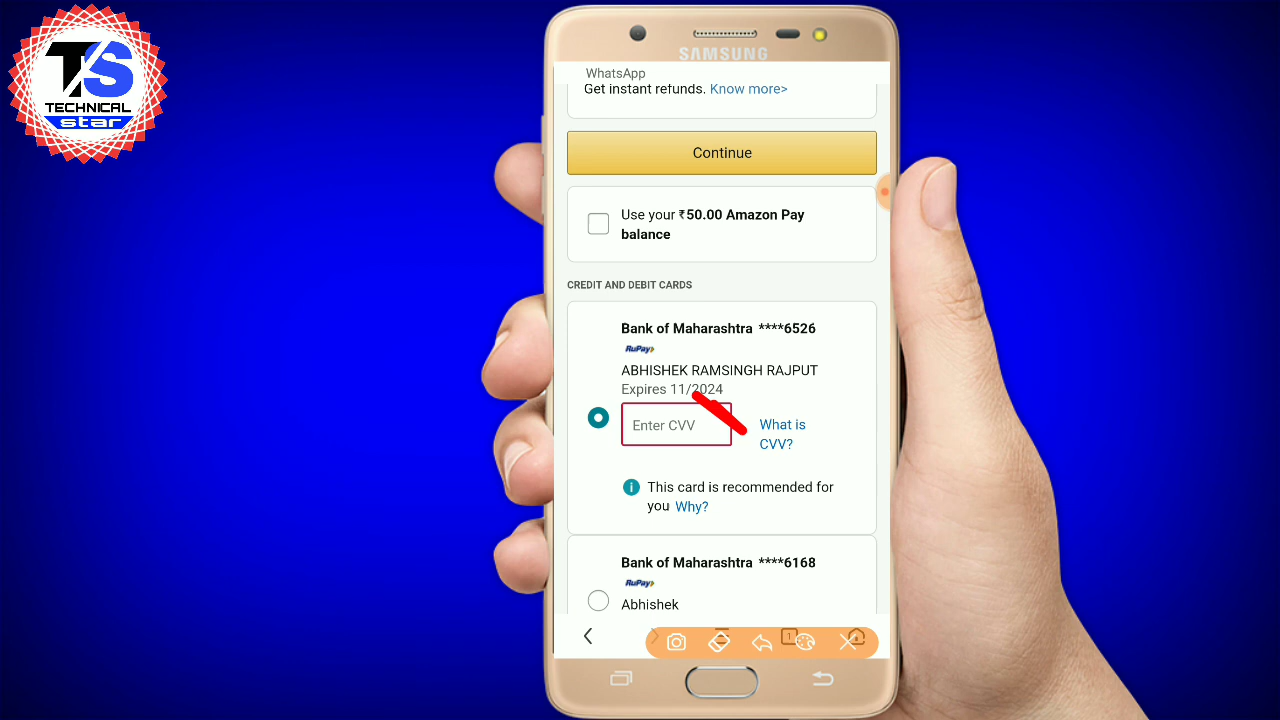 TS
TECHNICAL
star
SAMSUNG
WhatsApp
Get instant refunds. Know more>
Continue
Use your ₹50.00 Amazon Pay
balance
CREDIT AND DEBIT CARDS
Bank of Maharashtra ****6526
RuPay
ABHISHEK RAMSINGH RAJPUT
Expires 11/2024
Enter CVV
What is
CVV?
This card is recommended for
you Why?
Bank of Maharashtra ****6168
RuPay
Abhishek
1